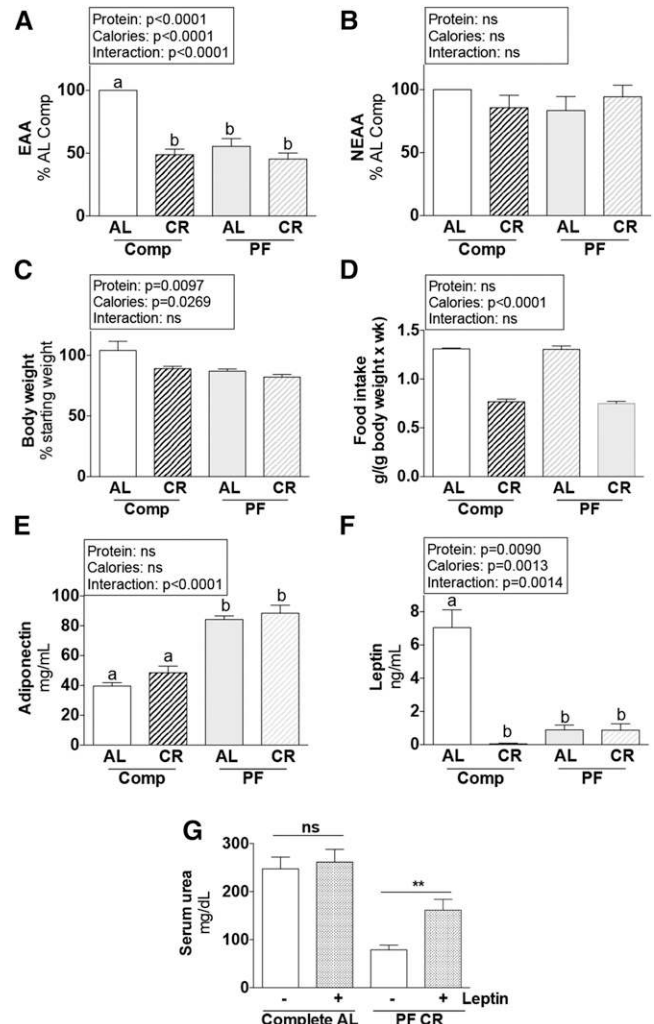 A
Protein: p<0.0001
Calories: p<0.0001
Interaction: p<0.0001
EAA
% AL Comp
100
50
0
a
b
b
b
AL CR AL CR
Comp PF
B
Protein: ns
Calories: ns
Interaction: ns
NEAA
% AL Comp
100
50
0
AL CR AL CR
Comp PF
C
Protein: p=0.0097
Calories: p=0.0269
Interaction: ns
Body weight
% starting weight
100
50
0
AL CR AL CR
Comp PF
D
Protein: ns
Calories: p<0.0001
Interaction: ns
Food intake
g/(g body weight x wk)
1.5
1.0
0.5
0.0
AL CR AL CR
Comp PF
E
Protein: ns
Calories: ns
Interaction: p<0.0001
Adiponectin
mg/mL
100
80
60
40
20
0
a
a
b
b
AL CR AL CR
Comp PF
F
Protein: p=0.0090
Calories: p=0.0013
Interaction: p=0.0014
Leptin
ng/mL
8
6
4
2
0
a
b
b
b
AL CR AL CR
Comp PF
G
Serum urea
mg/dL
300
200
100
0
ns
**
- + - + Leptin
Complete AL PF CR